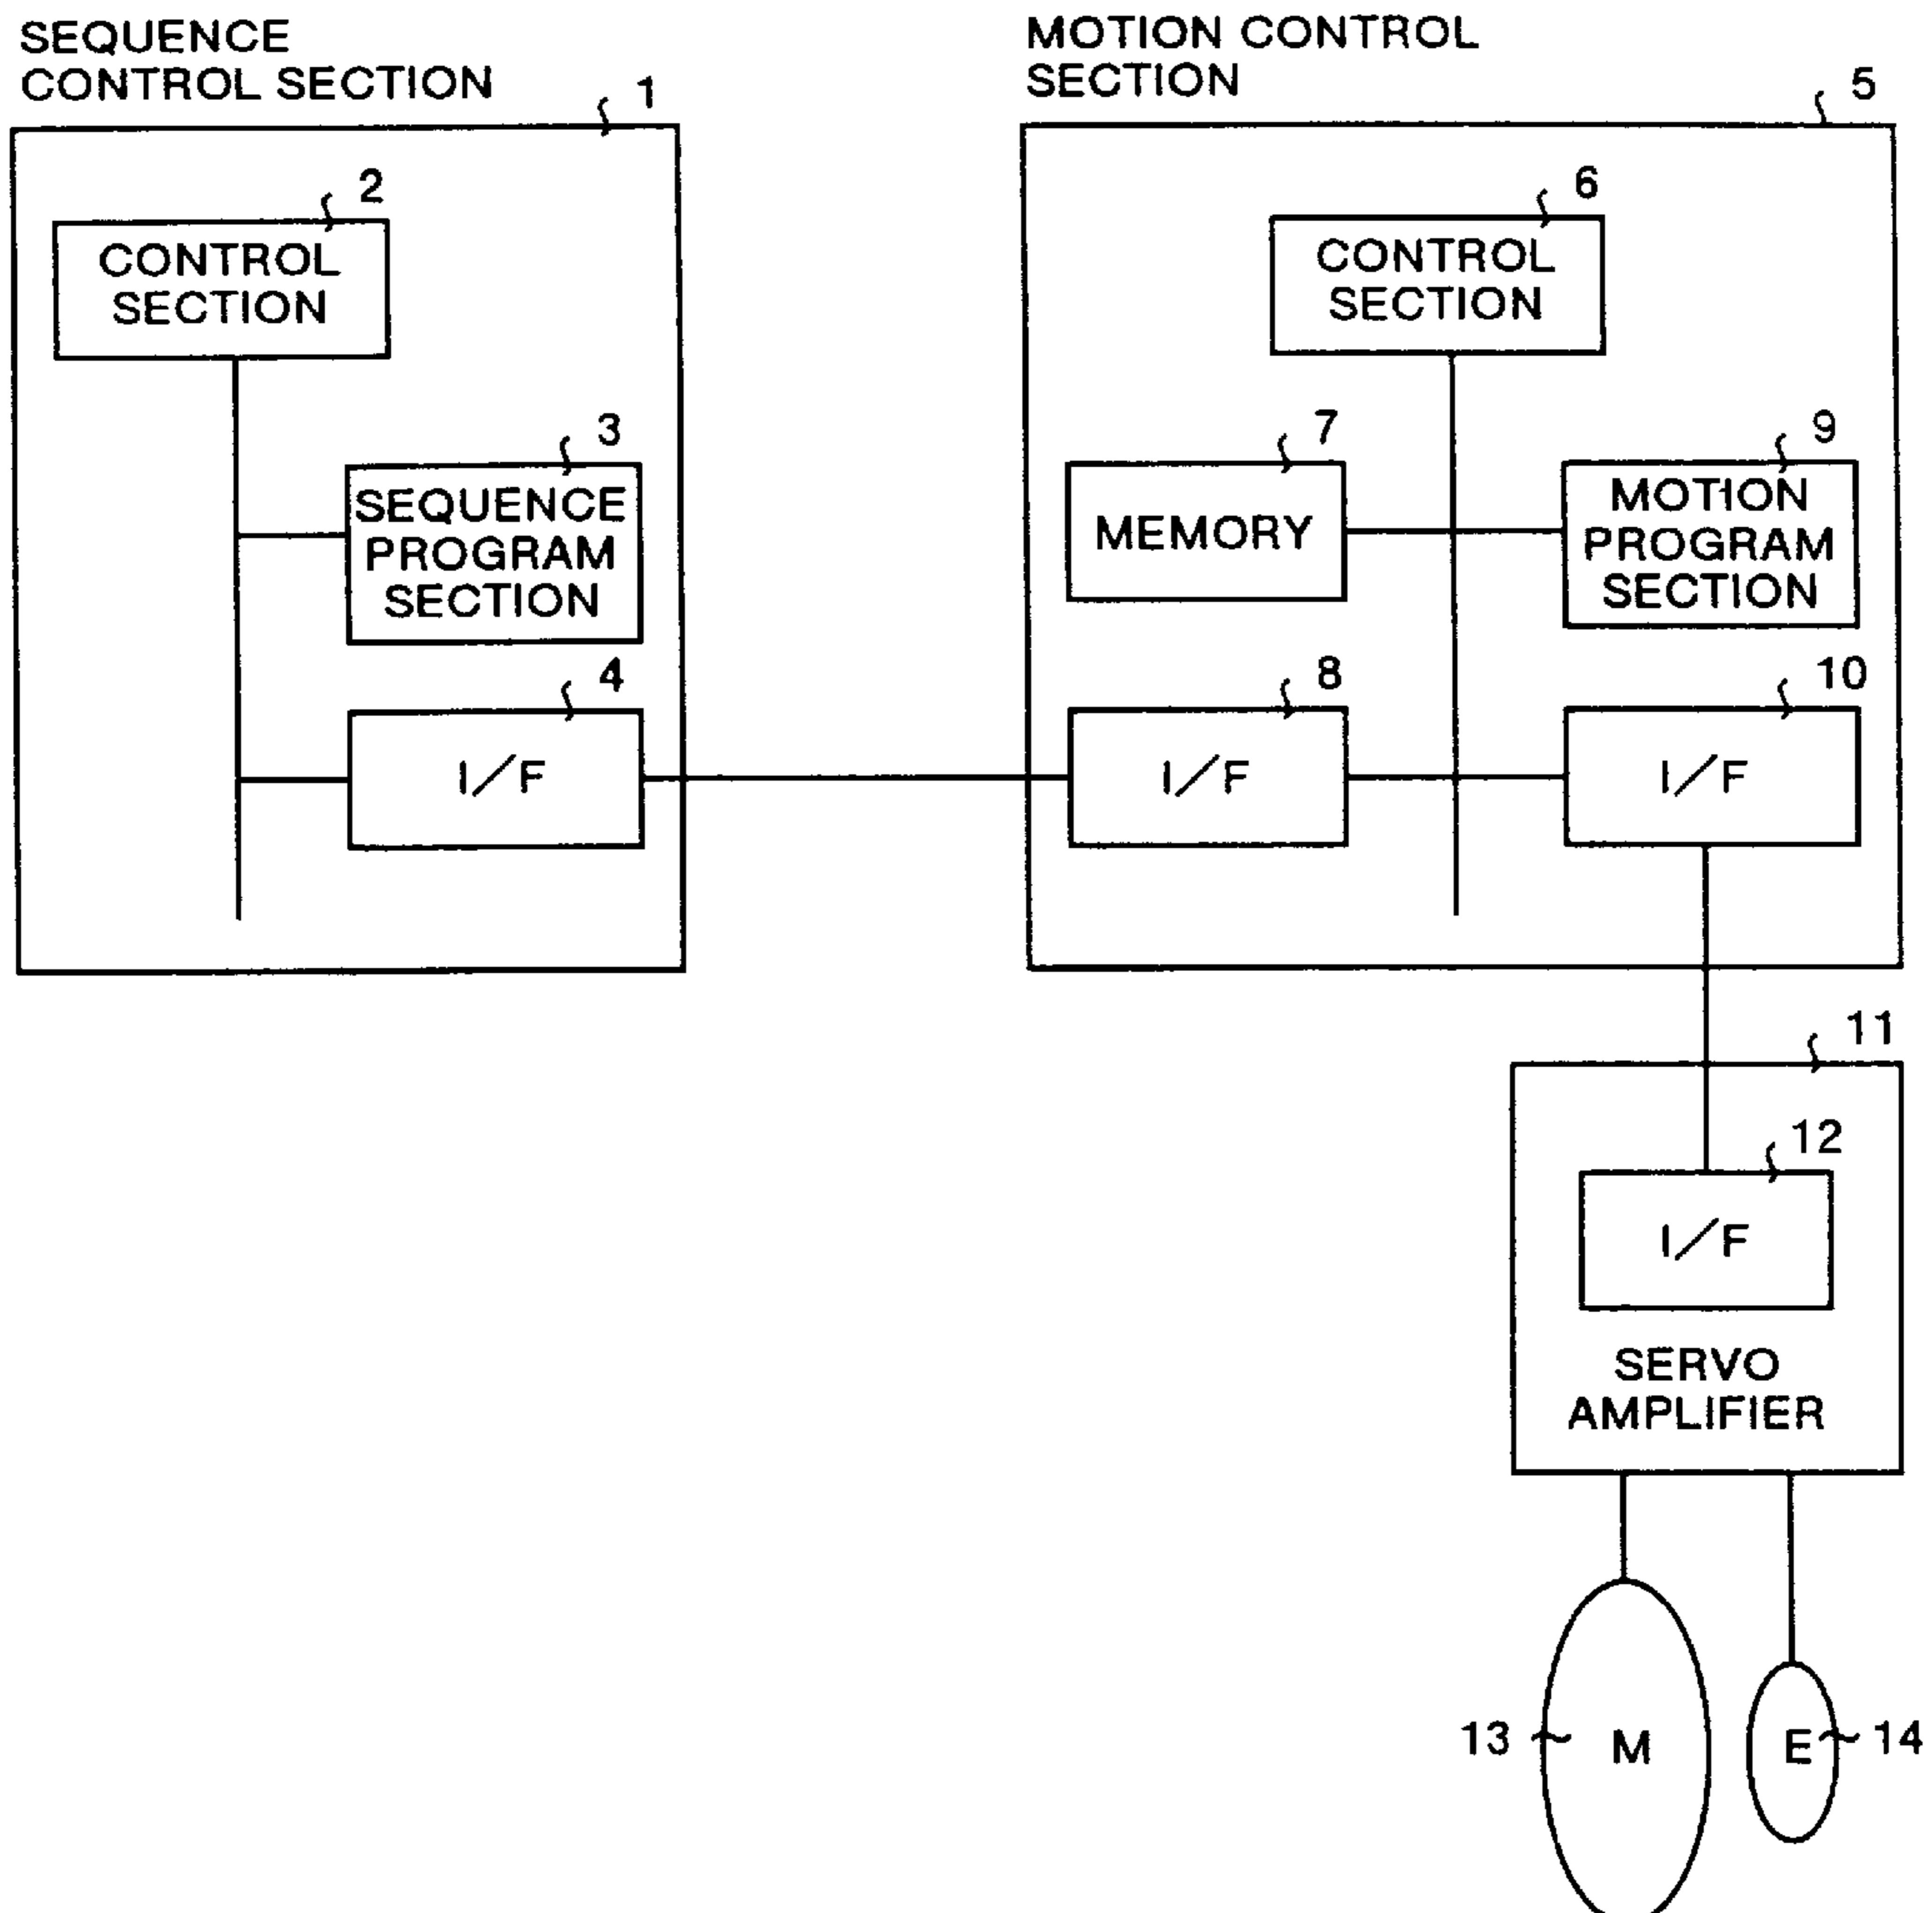 SEQUENCE
CONTROL SECTION
1
2
CONTROL
SECTION
3
SEQUENCE
PROGRAM
SECTION
4
I/F
MOTION CONTROL
SECTION
5
6
CONTROL
SECTION
7
MEMORY
9
MOTION
PROGRAM
SECTION
8
I/F
10
I/F
11
12
I/F
SERVO
AMPLIFIER
13
M
E
14